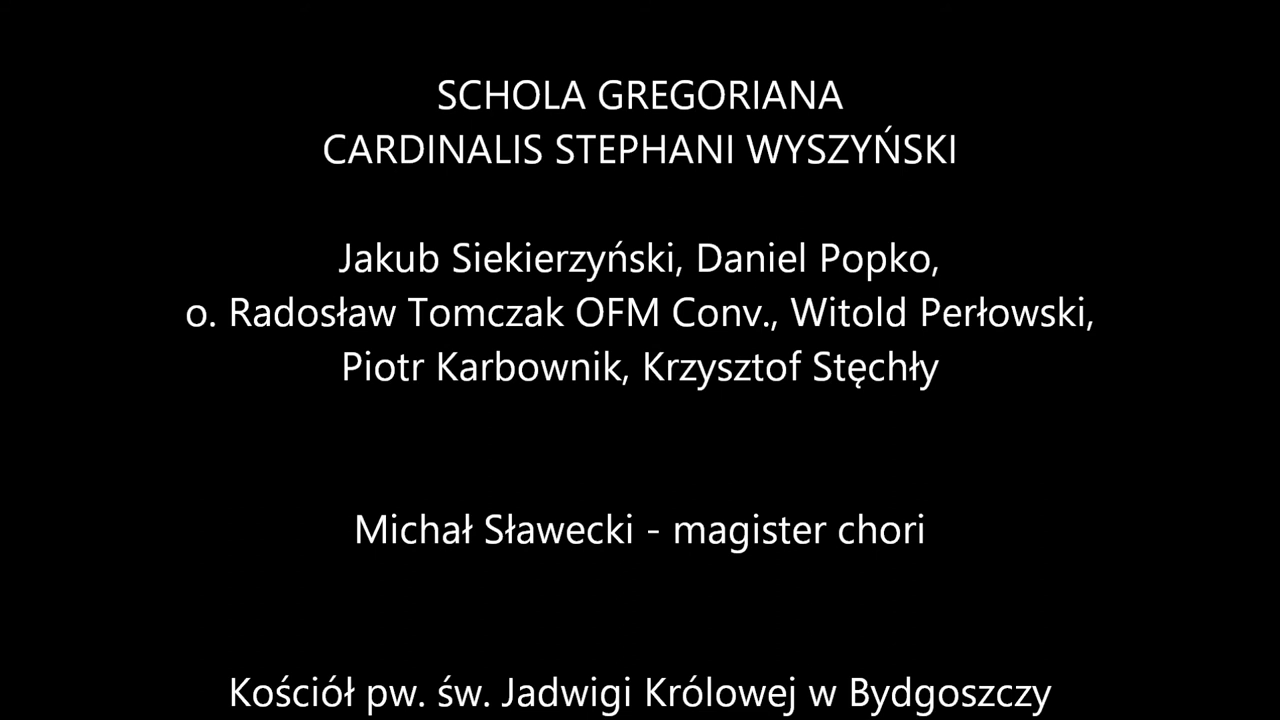 SCHOLA GREGORIANA
CARDINALIS STEPHANI WYSZYŃSKI
Jakub Siekierzyński, Daniel Popko,
o. Radosław Tomczak OFM Conv., Witold Perłowski,
Piotr Karbownik, Krzysztof Stęchły
Michał Sławecki - magister chori
Kościół pw. św. Jadwigi Królowej w Bydgoszczy